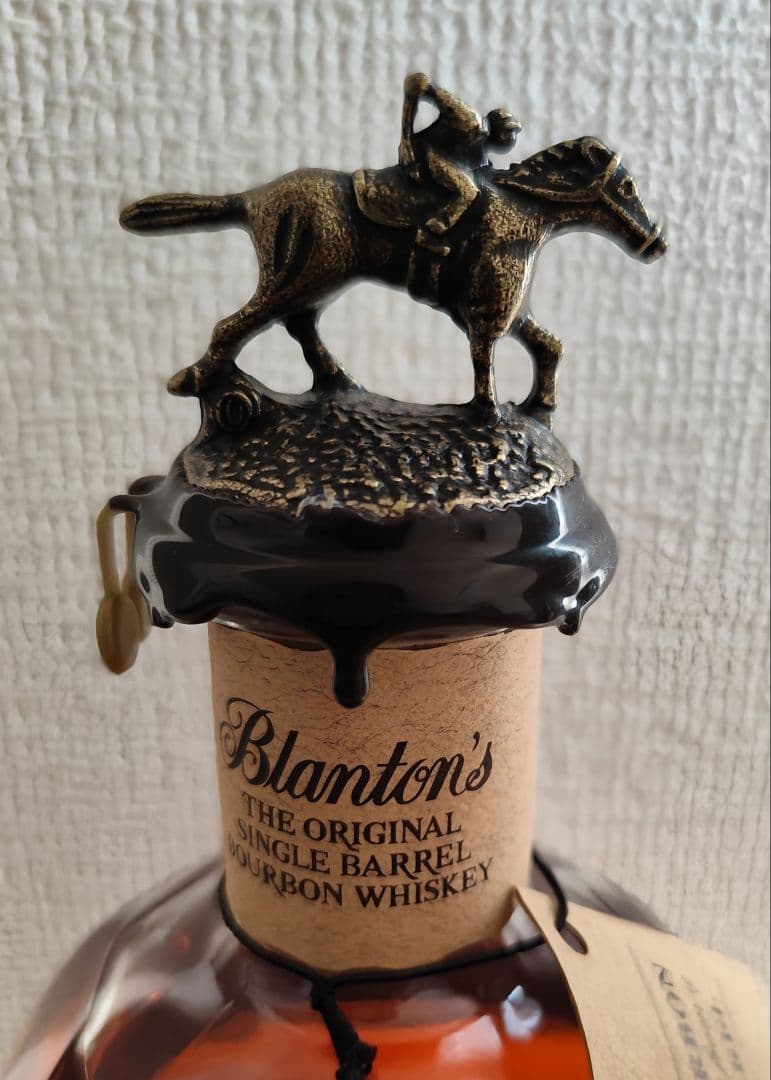 O
Blanton's
THE ORIGINAL
SINGLE BARREL
BOURBON WHISKEY